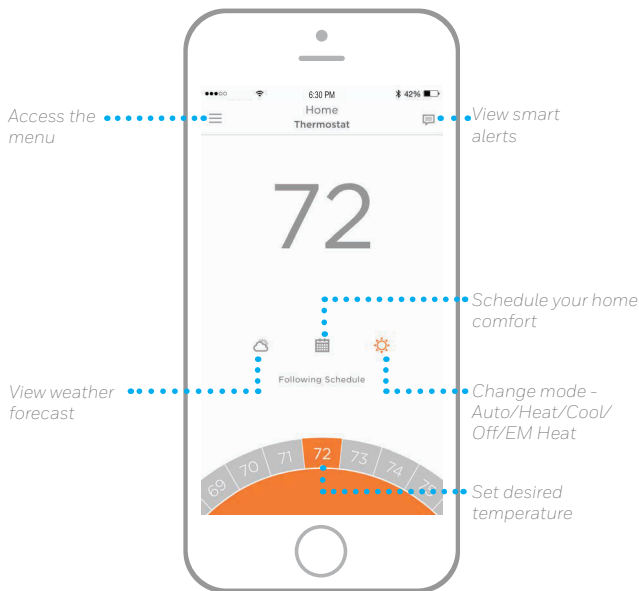 6:30 PM
42%
Home
Thermostat
Access the
menu
View smart
alerts
72
Schedule your home
comfort
Following Schedule
View weather
forecast
Change mode -
Auto/Heat/Cool/
Off/EM Heat
69 70 71 72 73 74 75
Set desired
temperature